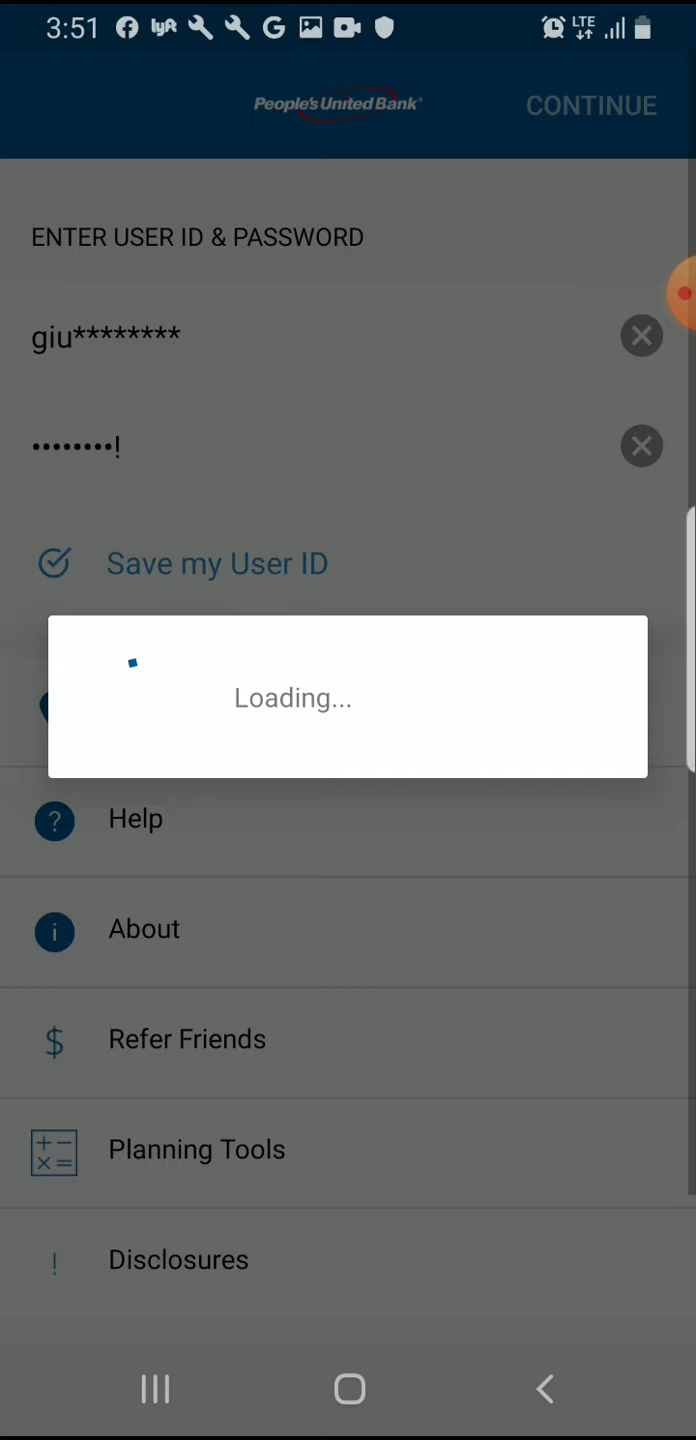 3:51 LTE
People's United Bank
CONTINUE
ENTER USER ID & PASSWORD
giu********
••••••••!
Save my User ID
Loading...
Help
About
Refer Friends
Planning Tools
Disclosures